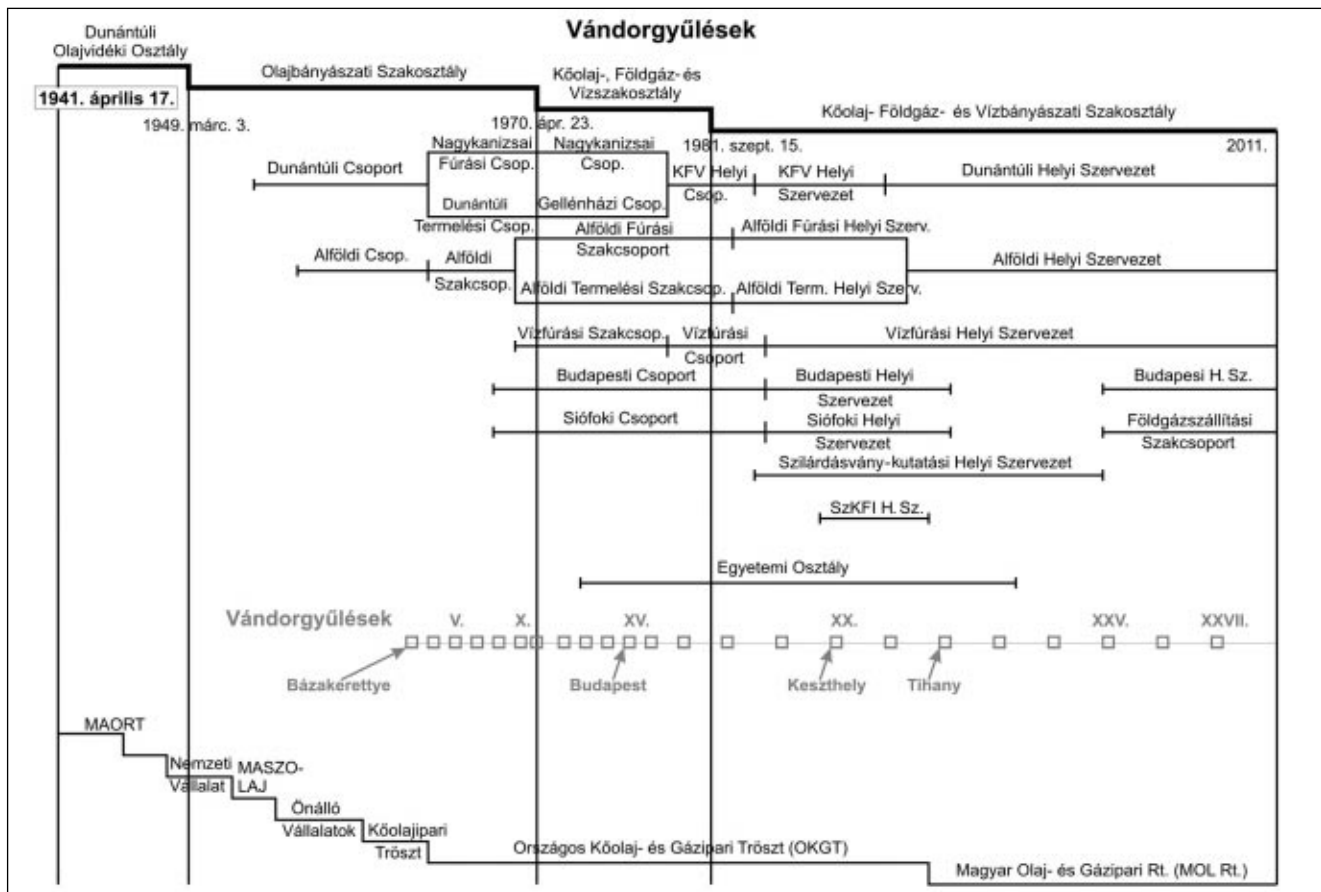 Vándorgyűlések
Dunántúli
Olajvidéki Osztály
Olajbányászati Szakosztály
Kőolaj-, Földgáz- és
Vízszakosztály
Kőolaj- Földgáz- és Vízbányászati Szakosztály
1941. április 17.
1949. márc. 3.
1970. ápr. 23.
1981. szept. 15.
2011.
Dunántúli Csoport
Nagykanizsai
Fúrási Csop.
Nagykanizsai
Csop.
Dunántúli
Termelési Csop.
Gellénházi Csop.
KFV Helyi
Csop.
KFV Helyi
Szervezet
Dunántúli Helyi Szervezet
Alföldi Csop.
Alföldi
Szakcsop.
Alföldi Fúrási
Szakcsoport
Alföldi Fúrási Helyi Szerv.
Alföldi Termelési Szakcsop.
Alföldi Term. Helyi Szerv.
Alföldi Helyi Szervezet
Vízfúrási Szakcsop.
Vízfúrási
Csoport
Vízfúrási Helyi Szervezet
Budapesti Csoport
Budapesti Helyi
Szervezet
Budapesi H. Sz.
Siófoki Csoport
Siófoki Helyi
Szervezet
Földgázszállítási
Szakcsoport
Szilárdásvány-kutatási Helyi Szervezet
SzKFI H. Sz.
Egyetemi Osztály
Vándorgyűlések
V.
X.
XV.
XX.
XXV.
XXVII.
Bázakerettye
Budapest
Keszthely
Tihany
MAORT
Nemzeti
Vállalat
MASZO-
LAJ
Önálló
Vállalatok
Kőolajipari
Tröszt
Országos Kőolaj- és Gázipari Tröszt (OKGT)
Magyar Olaj- és Gázipari Rt. (MOL Rt.)